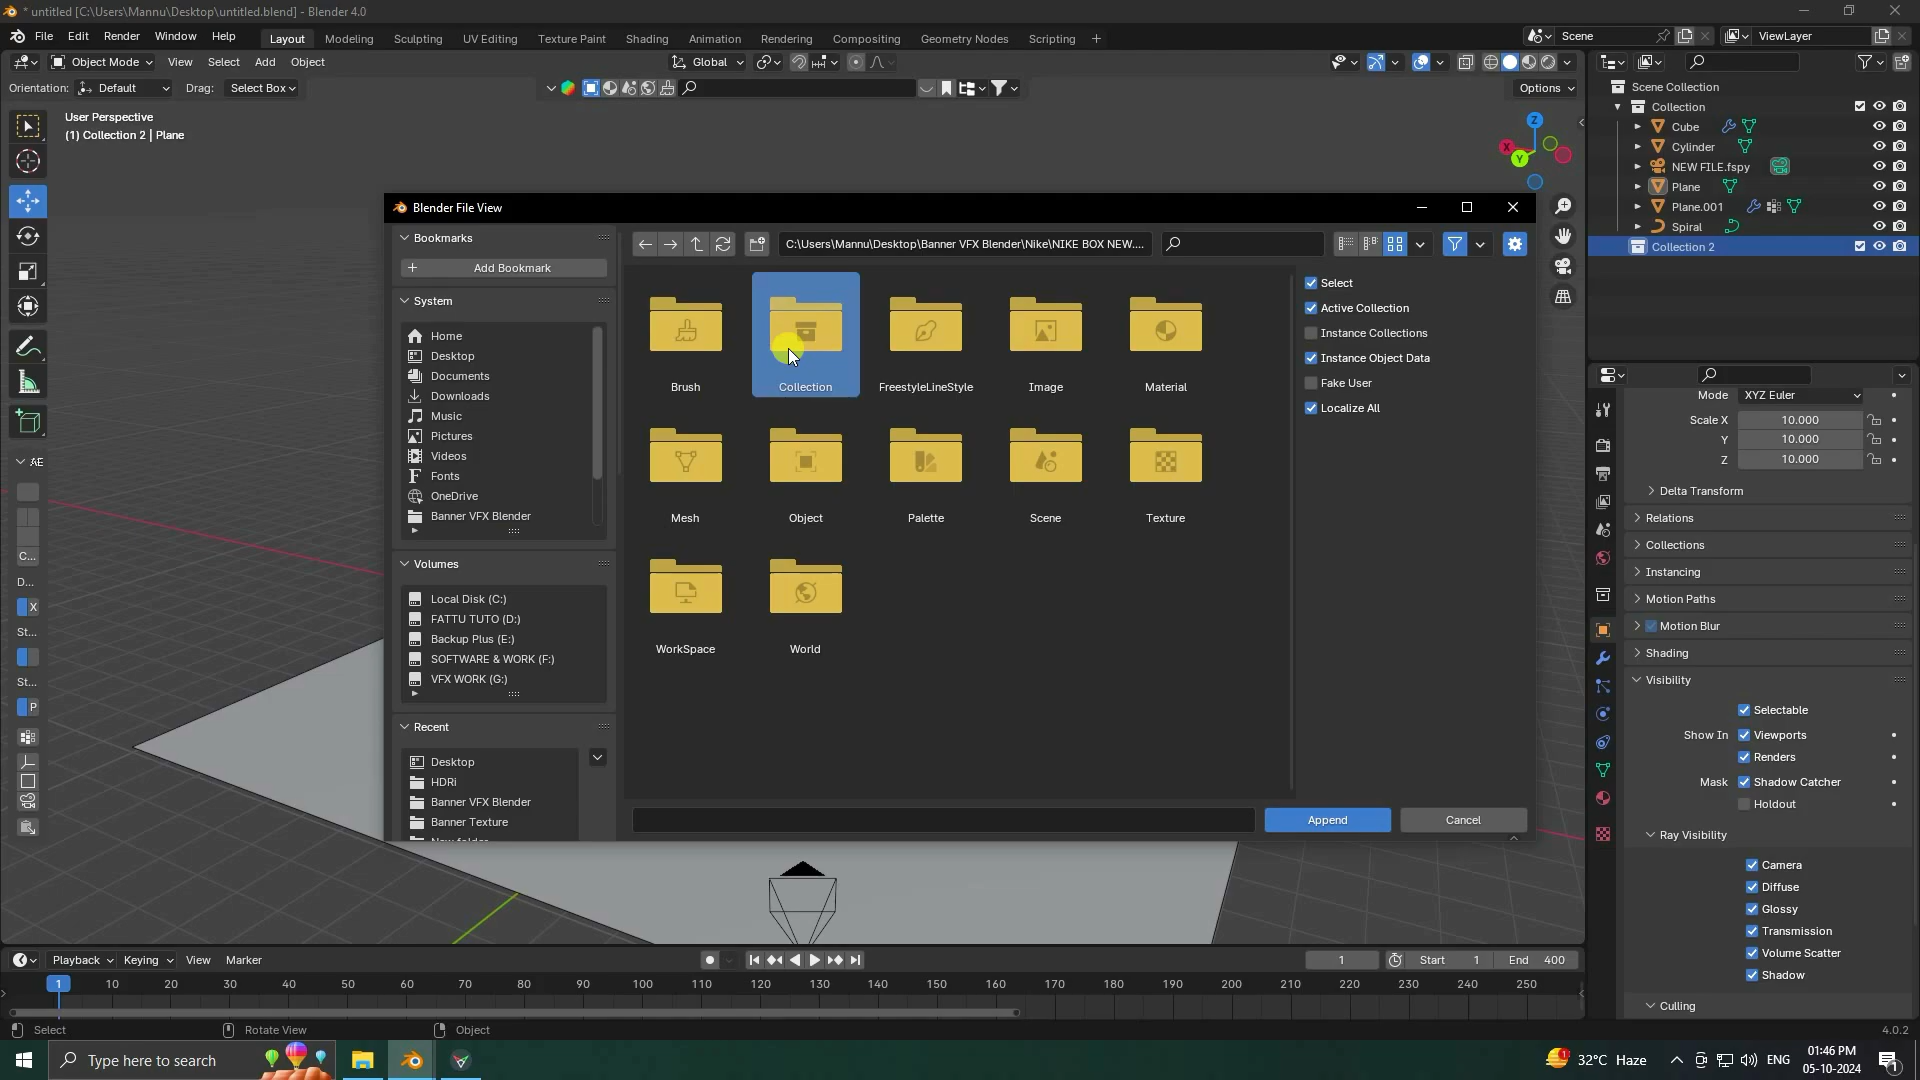 * untitled [C:\Users\Mannu\Desktop\untitled.blend] - Blender 4.0
File Edit Render Window Help
Layout Modeling Sculpting UV Editing Texture Paint Shading Animation Rendering Compositing Geometry Nodes Scripting +
Scene
ViewLayer
Object Mode View Select Add Object
Global
Orientation: Default Drag: Select Box
Options
User Perspective
(1) Collection 2 | Plane
Z
X
Y
Scene Collection
Collection
Cube
Cylinder
NEW FILE.fspy
Plane
Plane.001
Spiral
Collection 2
Blender File View
Bookmarks
Add Bookmark
C:\Users\Mannu\Desktop\Banner VFX Blender\Nike\NIKE BOX NEW....
System
Home
Desktop
Documents
Downloads
Music
Pictures
Videos
Fonts
OneDrive
Banner VFX Blender
Volumes
Local Disk (C:)
FATTU TUTO (D:)
Backup Plus (E:)
SOFTWARE & WORK (F:)
VFX WORK (G:)
Recent
Desktop
HDRi
Banner VFX Blender
Banner Texture
Brush Collection FreestyleLineStyle Image Material
Mesh Object Palette Scene Texture
WorkSpace World
Select
Active Collection
Instance Collections
Instance Object Data
Fake User
Localize All
Append Cancel
AE
C...
D...
X
St...
St...
P
Mode XYZ Euler
Scale X 10.000
Y 10.000
Z 10.000
Delta Transform
Relations
Collections
Instancing
Motion Paths
Motion Blur
Shading
Visibility
Selectable
Show In Viewports
Renders
Mask Shadow Catcher
Holdout
Ray Visibility
Camera
Diffuse
Glossy
Transmission
Volume Scatter
Shadow
Culling
Playback Keying View Marker
1 Start 1 End 400
1 10 20 30 40 50 60 70 80 90 100 110 120 130 140 150 160 170 180 190 200 210 220 230 240 250
Select Rotate View Object
4.0.2
Type here to search
32°C Haze
ENG
01:46 PM
05-10-2024